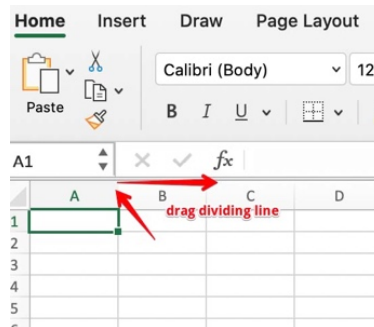 Home Insert Draw Page Layout
Calibri (Body) 12
Paste B I U
A1 fx
A B C D
drag dividing line
1
2
3
4
5